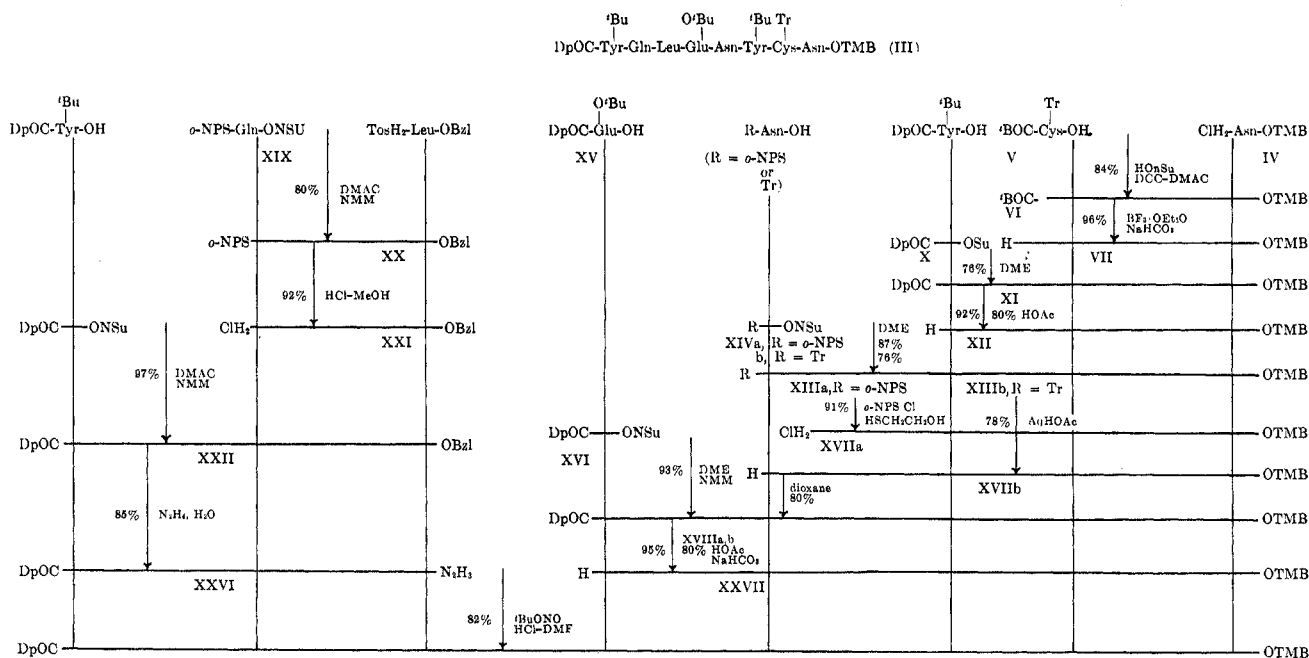 ᵗBu OᵗBu ᵗBu Tr
DpOC-Tyr-Gln-Leu-Glu-Asn-Tyr-Cys-Asn-OTMB (III)
ᵗBu OᵗBu ᵗBu Tr
DpOC-Tyr-OH o-NPS-Gln-ONSU TosH₂-Leu-OBzl DpOC-Glu-OH R-Asn-OH DpOC-Tyr-OH ᵗBOC-Cys-OH. ClH₂-Asn-OTMB
XIX XV (R = o-NPS V IV
or
Tr)
80% DMAC
NMM
84% HOnSu
DCC-DMAC
ᵗBOC- OTMB
VI
96% BF₃·OEt₂O
NaHCO₃
o-NPS OBzl DpOC OSu H OTMB
XX X VII
92% HCl-MeOH
76% DME
DpOC OTMB
XI
92% 80% HOAc
DpOC ONSu ClH₂ OBzl R ONSu H OTMB
XXI XIVa, R = o-NPS XII
b, R = Tr
DME
87%
76%
97% DMAC
NMM
R OTMB
XIIIa, R = o-NPS XIIIb, R = Tr
91% o-NPS Cl
HSCH₂CH₂OH
78% AqHOAc
DpOC OBzl DpOC ONSu ClH₂ OTMB
XXII XVI XVIIa
93% DME
NMM
H OTMB
XVIIb
dioxane
80%
85% N₂H₄, H₂O
DpOC OTMB
XVIIIa,b
95% 80% HOAc
NaHCO₃
DpOC N₂H₃ H OTMB
XXVI XXVII
82% ᵗBuONO
HCl-DMF
DpOC OTMB